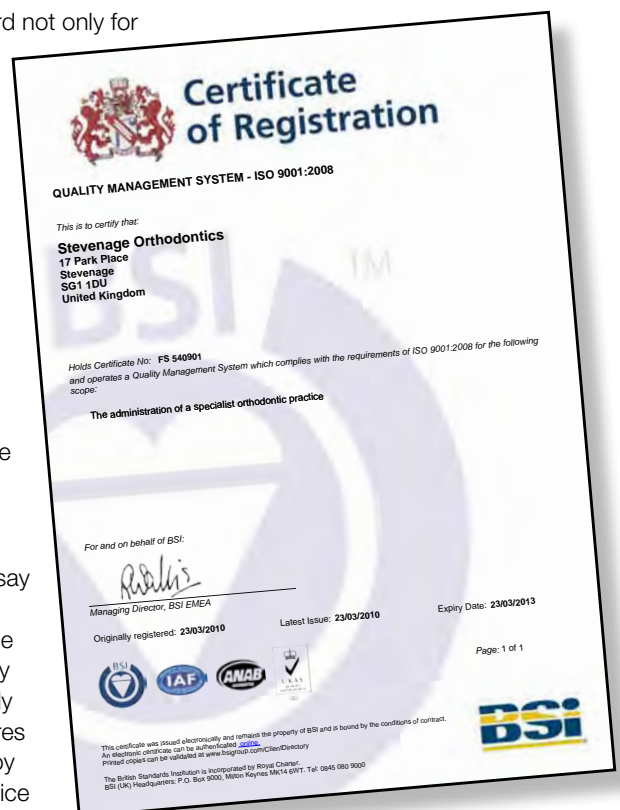 rd not only for
Certificate
of Registration
QUALITY MANAGEMENT SYSTEM - ISO 9001:2008
This is to certify that:
Stevenage Orthodontics
17 Park Place
Stevenage
SG1 1DU
United Kingdom
BSI TM
Holds Certificate No: FS 540901
and operates a Quality Management System which complies with the requirements of ISO 9001:2008 for the following
scope:
The administration of a specialist orthodontic practice
e
For and on behalf of BSI:
say
Managing Director, BSI EMEA
Originally registered: 23/03/2010 Latest Issue: 23/03/2010 Expiry Date: 23/03/2013
e
y
ly
res
by
ice
Page: 1 of 1
BSI IAF ANAB UKAS
BSi
This certificate was issued electronically and remains the property of BSI and is bound by the conditions of contract.
An electronic certificate can be authenticated online.
Printed copies can be validated at www.bsigroup.com/ClientDirectory
The British Standards Institution is incorporated by Royal Charter.
BSI (UK) Headquarters: P.O. Box 9000, Milton Keynes MK14 6WT. Tel: 0845 080 9000